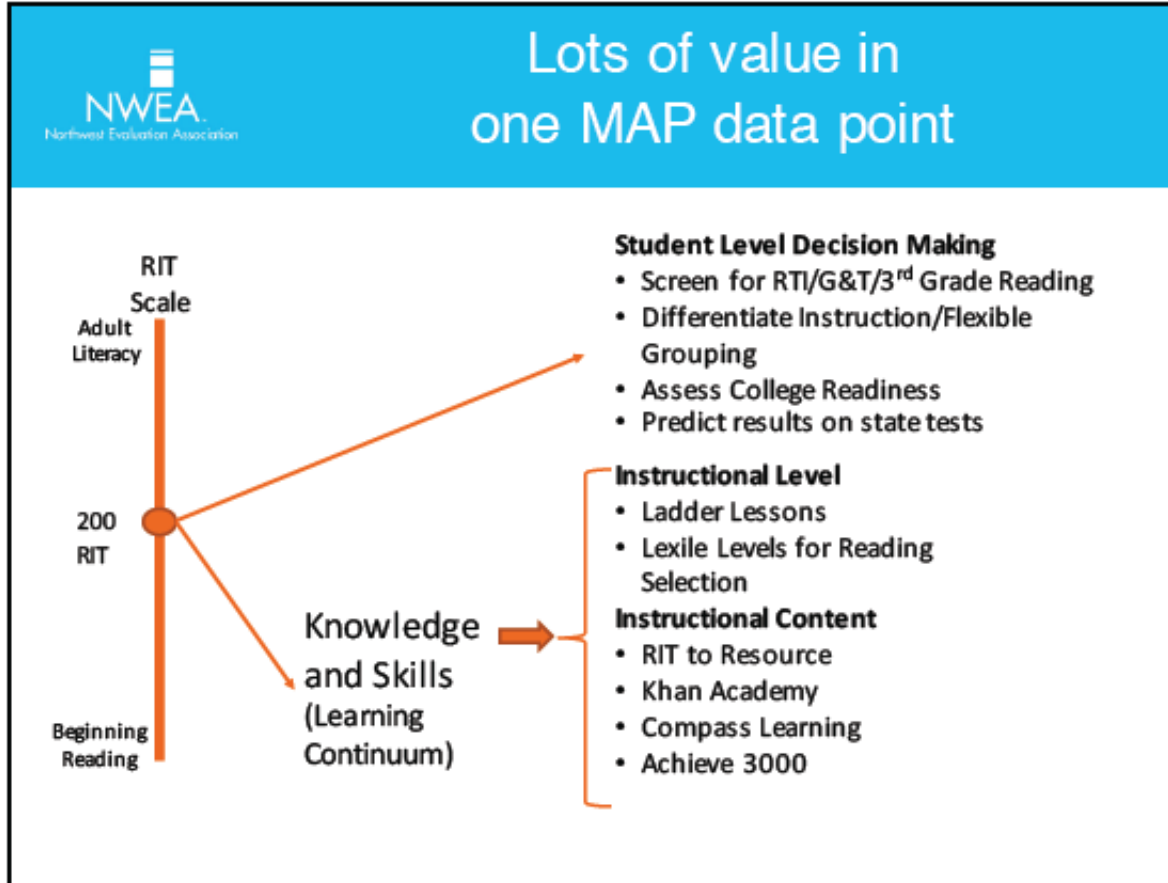 NWEA.
Northwest Evaluation Association
Lots of value in
one MAP data point
RIT
Scale
Adult
Literacy
200
RIT
Beginning
Reading
Knowledge
and Skills
(Learning
Continuum)
Student Level Decision Making
• Screen for RTI/G&T/3rd Grade Reading
• Differentiate Instruction/Flexible
Grouping
• Assess College Readiness
• Predict results on state tests
Instructional Level
• Ladder Lessons
• Lexile Levels for Reading
Selection
Instructional Content
• RIT to Resource
• Khan Academy
• Compass Learning
• Achieve 3000